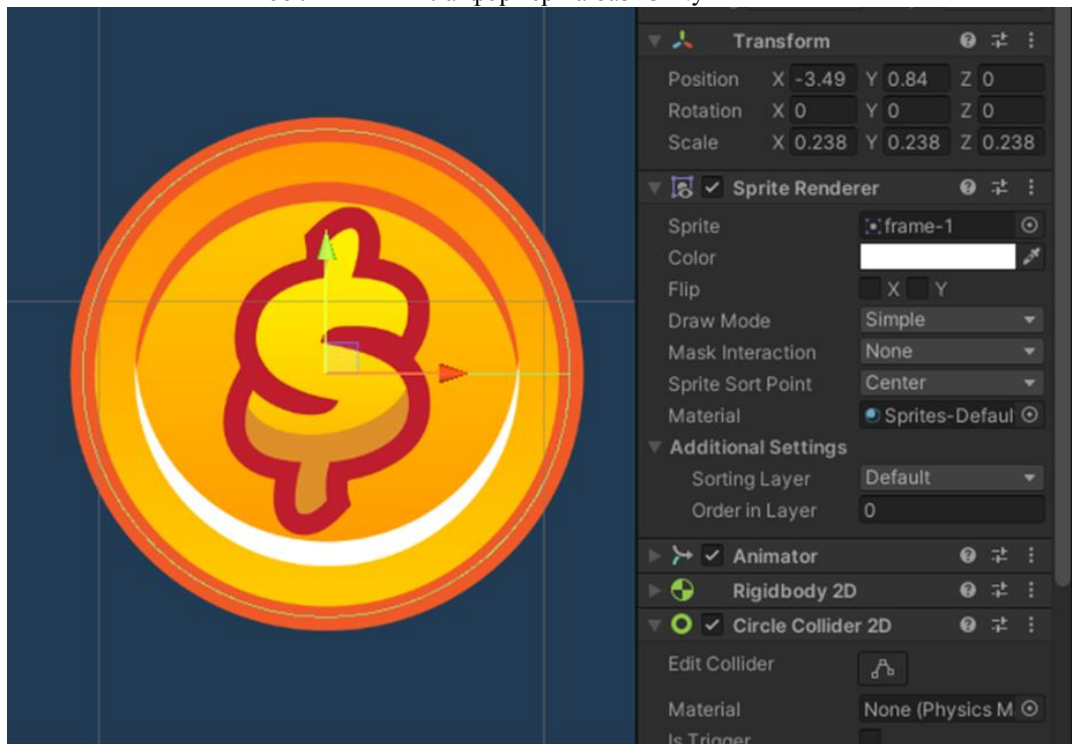 Transform
Position X -3.49 Y 0.84 Z 0
Rotation X 0 Y 0 Z 0
Scale X 0.238 Y 0.238 Z 0.238
Sprite Renderer
Sprite frame-1
Color
Flip X Y
Draw Mode Simple
Mask Interaction None
Sprite Sort Point Center
Material Sprites-Defaul
Additional Settings
Sorting Layer Default
Order in Layer 0
Animator
Rigidbody 2D
Circle Collider 2D
Edit Collider
Material None (Physics M
Is Trigger